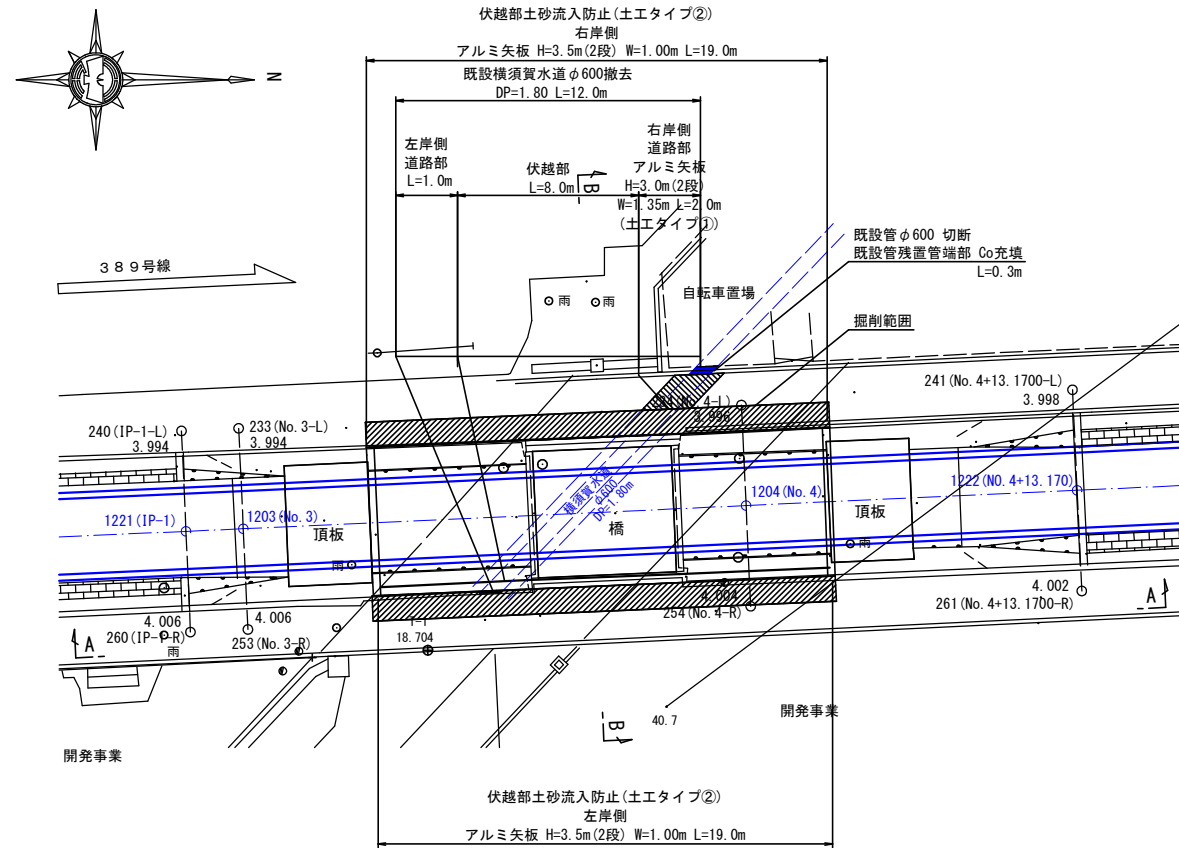 伏越部土砂流入防止(土工タイプ②)
右岸側
アルミ矢板 H=3.5m(2段) W=1.00m L=19.0m
既設横須賀水道φ600撤去
DP=1.80 L=12.0m
左岸側
道路部
L=1.0m
伏越部
L=8.0m
右岸側
道路部
アルミ矢板
H=3.0m(2段)
W=1.35m L=2.0m
(土工タイプ①)
B
N
389号線
既設管φ600 切断
既設管残置管端部 Co充填
L=0.3m
自転車置場
雨
雨
掘削範囲
241(No.4+13.1700-L)
3.998
240(IP-1-L)
3.994
233(No.3-L)
3.994
3.996
1221(IP-1)
1203(No.3)
頂板
横須賀水道
φ600
DP=1.80m
橋
1204(No.4)
頂板
1222(NO.4+13.170)
雨
雨
4.006
260(IP-1-R)
雨
4.006
253(No.3-R)
T-1
18.704
4.004
254(No.4-R)
4.002
261(No.4+13.1700-R)
A
A
40.7
B
開発事業
開発事業
伏越部土砂流入防止(土工タイプ②)
左岸側
アルミ矢板 H=3.5m(2段) W=1.00m L=19.0m